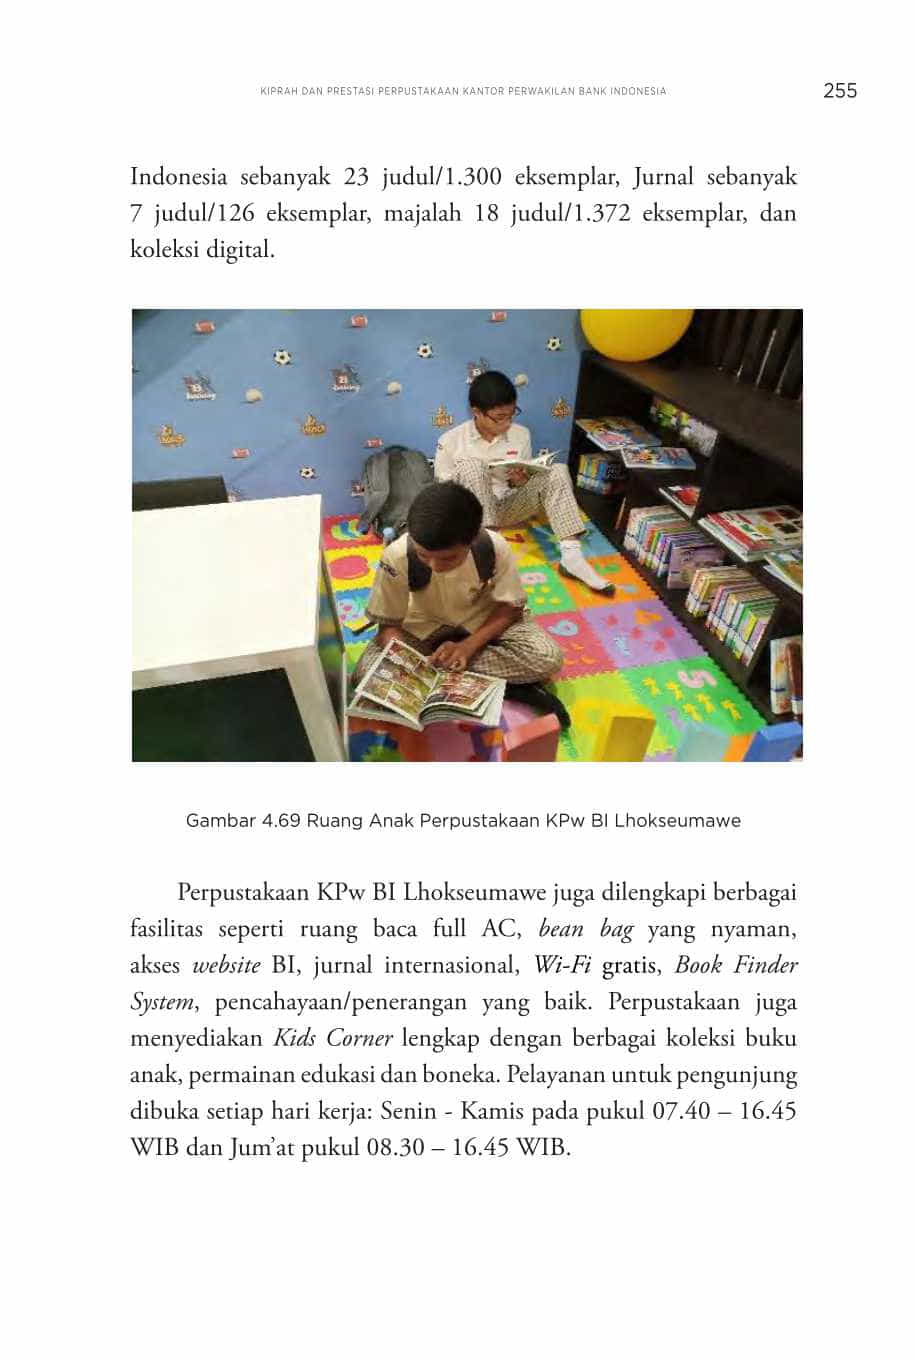 KIPRAH DAN PRESTASI PERPUSTAKAAN KANTOR PERWAKILAN BANK INDONESIA
255
Indonesia sebanyak 23 judul/1.300 eksemplar, Jurnal sebanyak
7 judul/126 eksemplar, majalah 18 judul/1.372 eksemplar, dan
koleksi digital.
Gambar 4.69 Ruang Anak Perpustakaan KPw BI Lhokseumawe
Perpustakaan KPw BI Lhokseumawe juga dilengkapi berbagai
fasilitas seperti ruang baca full AC, bean bag yang nyaman,
akses website BI, jurnal internasional, Wi-Fi gratis, Book Finder
System, pencahayaan/penerangan yang baik. Perpustakaan juga
menyediakan Kids Corner lengkap dengan berbagai koleksi buku
anak, permainan edukasi dan boneka. Pelayanan untuk pengunjung
dibuka setiap hari kerja: Senin - Kamis pada pukul 07.40 – 16.45
WIB dan Jum’at pukul 08.30 – 16.45 WIB.